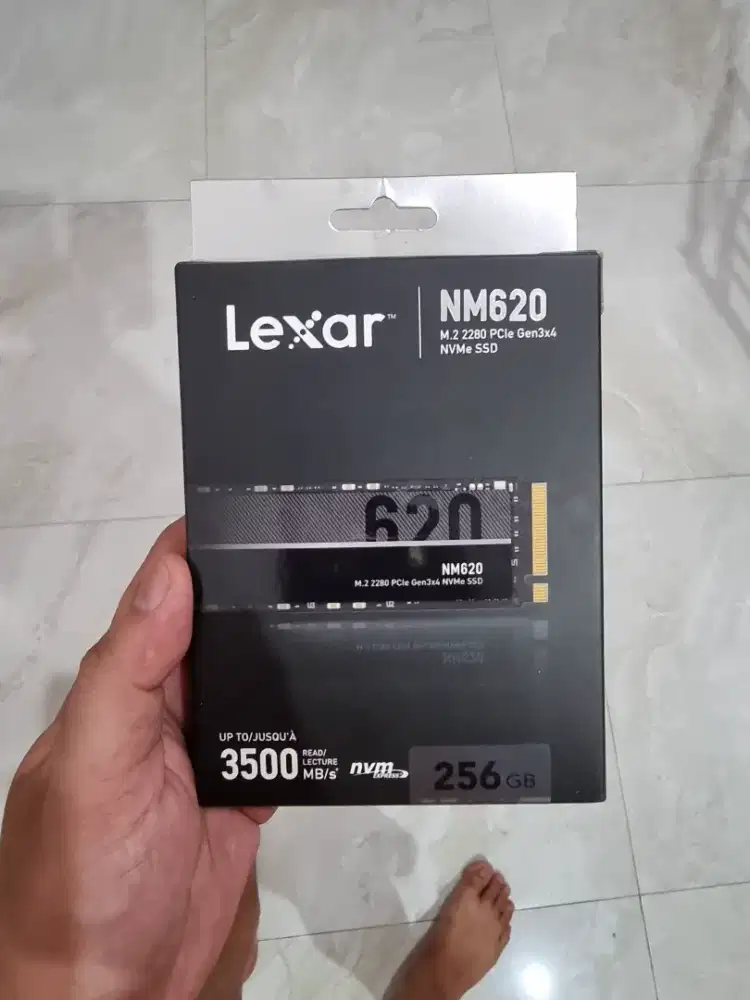 Lexar™
NM620
M.2 2280 PCIe Gen3x4
NVMe SSD
620
NM620
M.2 2280 PCIe Gen3x4 NVMe SSD
UP TO/JUSQU'À
3500 READ/
LECTURE
MB/s*
nvm
EXPRESS
256 GB